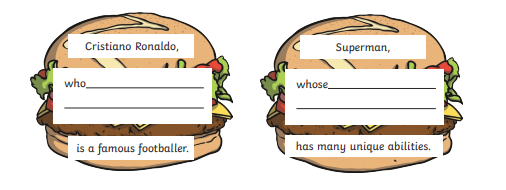 Cristiano Ronaldo,
who
is a famous footballer.
Superman,
whose
has many unique abilities.